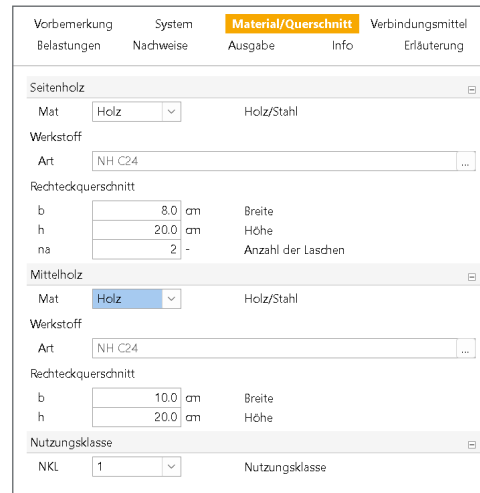 Vorbemerkung System Material/Querschnitt Verbindungsmittel
Belastungen Nachweise Ausgabe Info Erläuterung
Seitenholz
Mat Holz Holz/Stahl
Werkstoff
Art NH C24 ...
Rechteckquerschnitt
b 8.0 cm Breite
h 20.0 cm Höhe
na 2 - Anzahl der Laschen
Mittelholz
Mat Holz Holz/Stahl
Werkstoff
Art NH C24 ...
Rechteckquerschnitt
b 10.0 cm Breite
h 20.0 cm Höhe
Nutzungsklasse
NKL 1 Nutzungsklasse